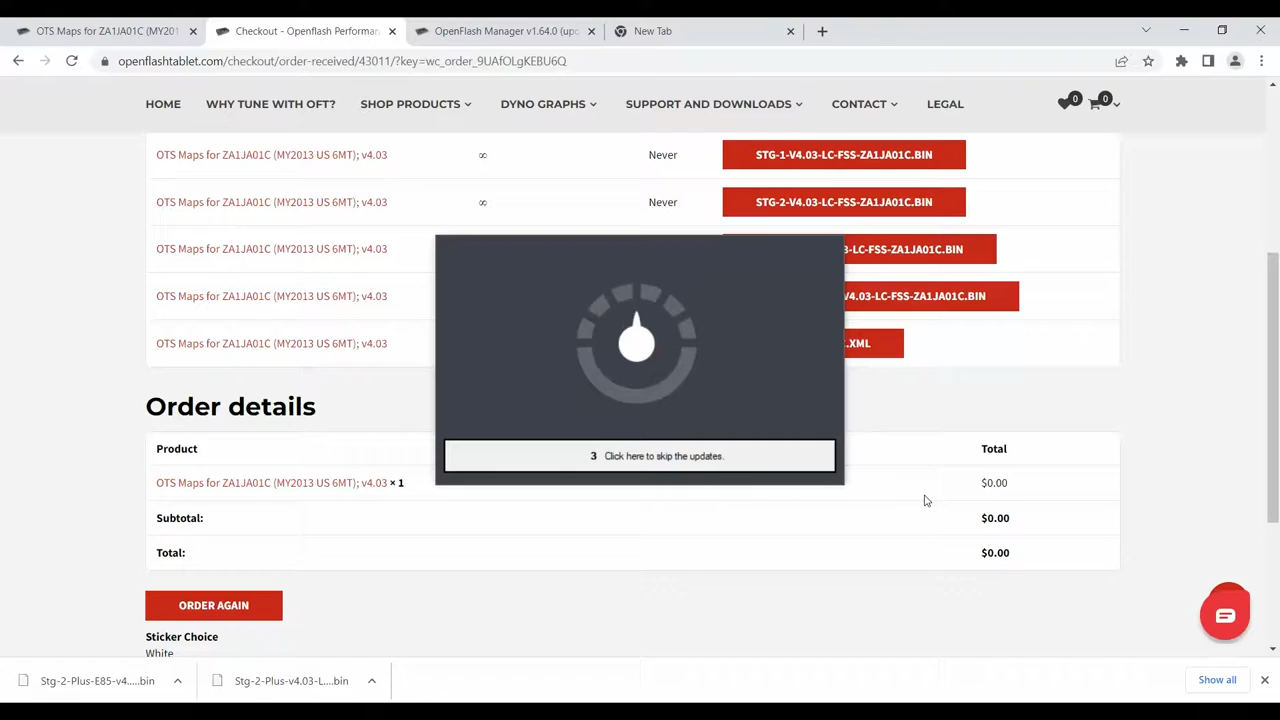 OTS Maps for ZA1JA01C (MY201
Checkout - Openflash Performan
OpenFlash Manager v1.64.0 (upd
New Tab
openflashtablet.com/checkout/order-received/43011/?key=wc_order_9UAfOLgKEBU6Q
HOME WHY TUNE WITH OFT? SHOP PRODUCTS DYNO GRAPHS SUPPORT AND DOWNLOADS CONTACT LEGAL 0 0
OTS Maps for ZA1JA01C (MY2013 US 6MT); v4.03 ∞ Never STG-1-V4.03-LC-FSS-ZA1JA01C.BIN
OTS Maps for ZA1JA01C (MY2013 US 6MT); v4.03 ∞ Never STG-2-V4.03-LC-FSS-ZA1JA01C.BIN
OTS Maps for ZA1JA01C (MY2013 US 6MT); v4.03 3-LC-FSS-ZA1JA01C.BIN
OTS Maps for ZA1JA01C (MY2013 US 6MT); v4.03 V4.03-LC-FSS-ZA1JA01C.BIN
OTS Maps for ZA1JA01C (MY2013 US 6MT); v4.03 .XML
3 Click here to skip the updates.
Order details
Product Total
OTS Maps for ZA1JA01C (MY2013 US 6MT); v4.03 × 1 $0.00
Subtotal: $0.00
Total: $0.00
ORDER AGAIN
Sticker Choice
White
Stg-2-Plus-E85-v4.....bin
Stg-2-Plus-v4.03-L....bin
Show all